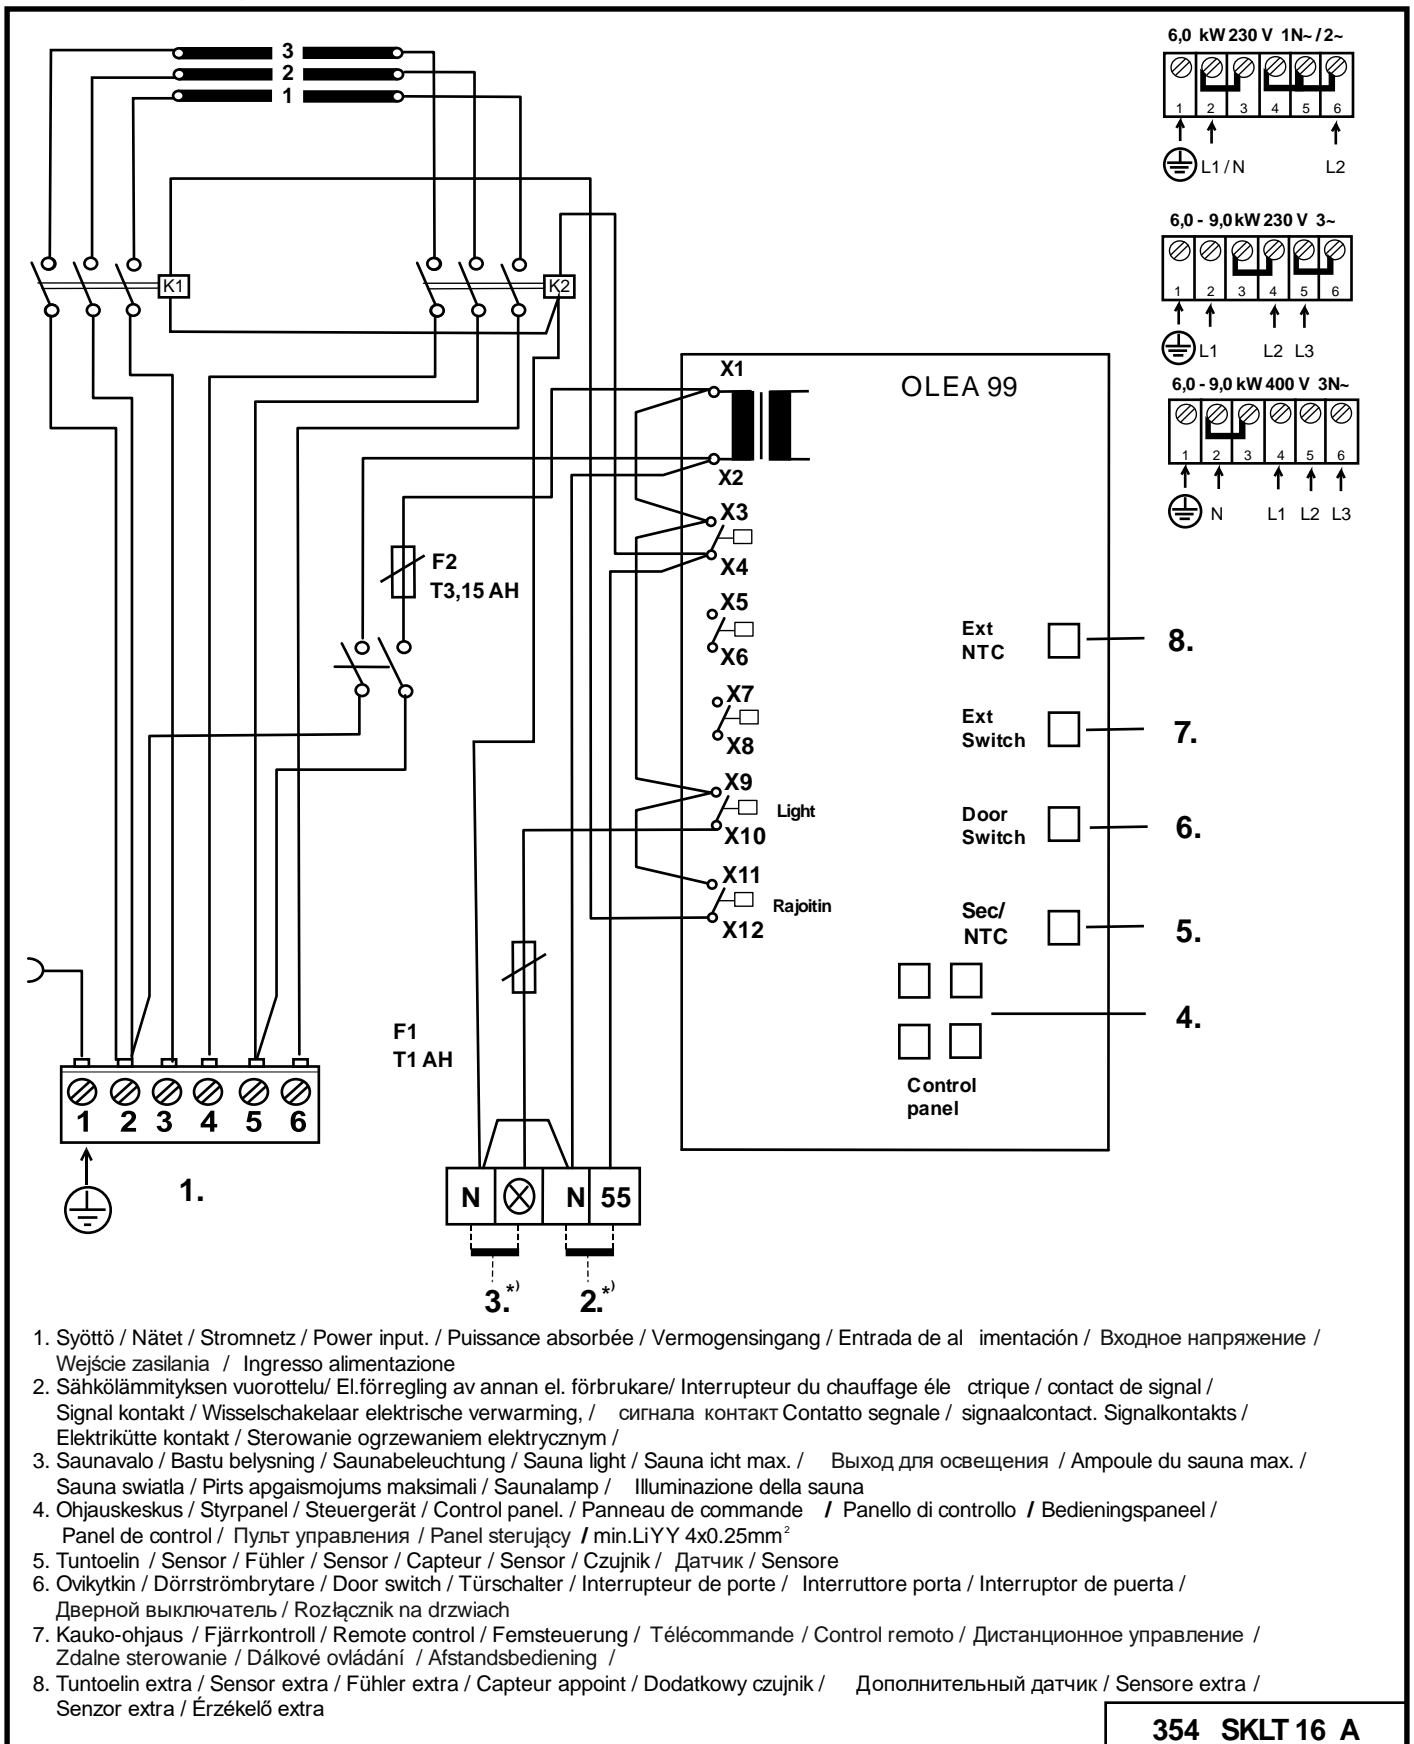 3
2
1
6,0 kW 230 V 1N~ / 2~
1 2 3 4 5 6
L1 / N L2
6,0 - 9,0 kW 230 V 3~
1 2 3 4 5 6
L1 L2 L3
6,0 - 9,0 kW 400 V 3N~
1 2 3 4 5 6
N L1 L2 L3
K1
K2
OLEA 99
X1
X2
X3
X4
X5
X6
X7
X8
X9
Light
X10
X11
Rajoitin
X12
F2
T3,15 AH
Ext
NTC
8.
Ext
Switch
7.
Door
Switch
6.
Sec/
NTC
5.
4.
Control
panel
F1
T1 AH
1 2 3 4 5 6
1.
N N 55
3.*) 2.*)
1. Syöttö / Nätet / Stromnetz / Power input. / Puissance absorbée / Vermogensingang / Entrada de al imentación / Входное напряжение /
Wejście zasilania / Ingresso alimentazione
2. Sähkölämmityksen vuorottelu/ El.förregling av annan el. förbrukare/ Interrupteur du chauffage éle ctrique / contact de signal /
Signal kontakt / Wisselschakelaar elektrische verwarming, / сигнала контакт Contatto segnale / signaalcontact. Signalkontakts /
Elektrikütte kontakt / Sterowanie ogrzewaniem elektrycznym /
3. Saunavalo / Bastu belysning / Saunabeleuchtung / Sauna light / Sauna icht max. / Выход для освещения / Ampoule du sauna max. /
Sauna swiatla / Pirts apgaismojums maksimali / Saunalamp / Illuminazione della sauna
4. Ohjauskeskus / Styrpanel / Steuergerät / Control panel. / Panneau de commande / Panello di controllo / Bedieningspaneel /
Panel de control / Пульт управления / Panel sterujący / min.LiYY 4x0.25mm²
5. Tuntoelin / Sensor / Fühler / Sensor / Capteur / Sensor / Czujnik / Датчик / Sensore
6. Ovikytkin / Dörrströmbrytare / Door switch / Türschalter / Interrupteur de porte / Interruttore porta / Interruptor de puerta /
Дверной выключатель / Rozłącznik na drzwiach
7. Kauko-ohjaus / Fjärrkontroll / Remote control / Femsteuerung / Télécommande / Control remoto / Дистанционное управление /
Zdalne sterowanie / Dálkové ovládání / Afstandsbediening /
8. Tuntoelin extra / Sensor extra / Fühler extra / Capteur appoint / Dodatkowy czujnik / Дополнительный датчик / Sensore extra /
Senzor extra / Érzékelő extra
354 SKLT 16 A